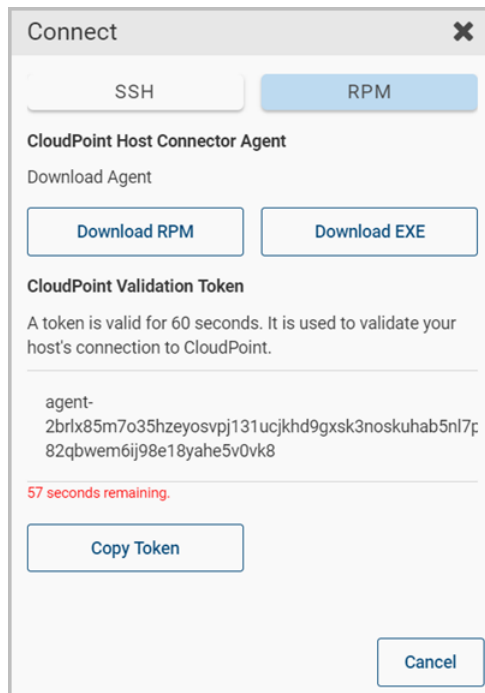 Connect
SSH
RPM
CloudPoint Host Connector Agent
Download Agent
Download RPM
Download EXE
CloudPoint Validation Token
A token is valid for 60 seconds. It is used to validate your
host's connection to CloudPoint.
agent-
2brlx85m7o35hzeyosvpj131ucjkhd9gxsk3noskuhab5nl7p
82qbwem6ij98e18yahe5v0vk8
57 seconds remaining.
Copy Token
Cancel